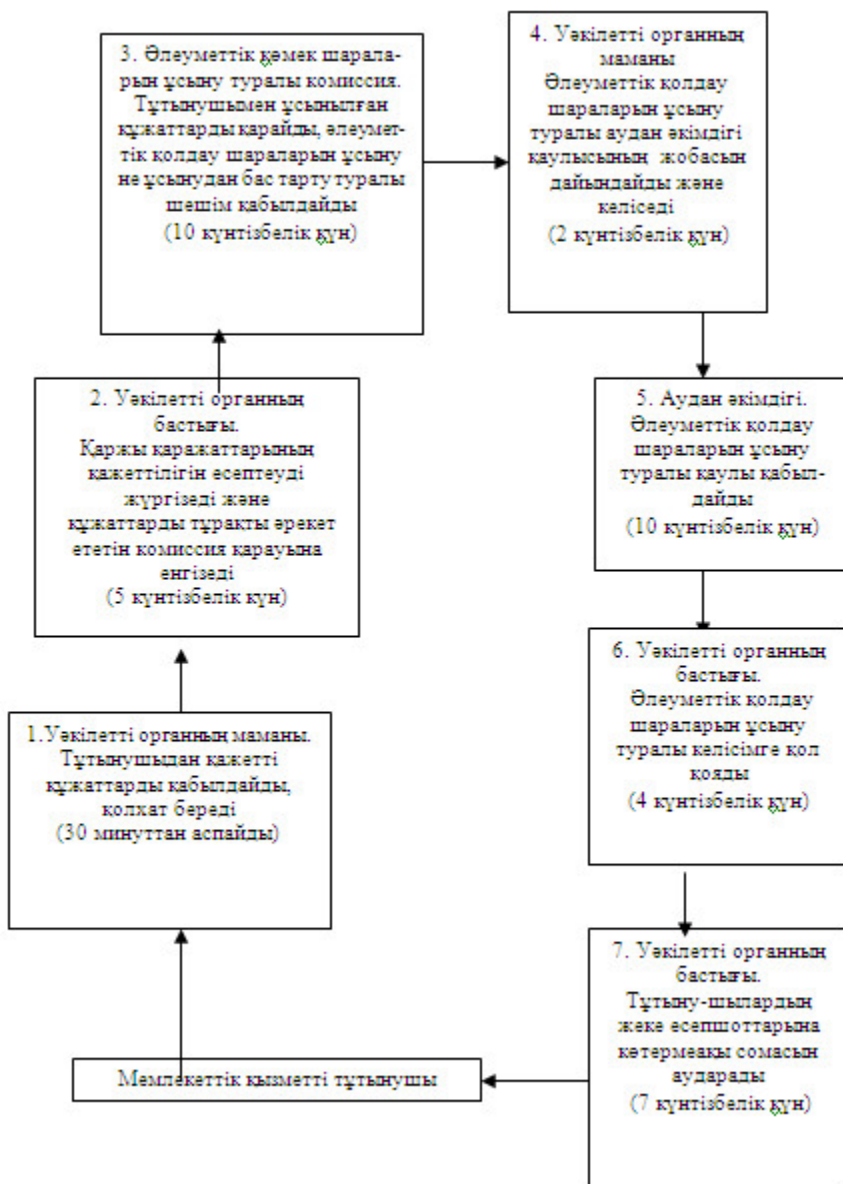 3. Әлеуметтік көмек шарала-
рын ұсыну туралы комиссия.
Тұтынушымен ұсынылған
құжаттарды қарайды, әлеумет-
тік қолдау шараларын ұсыну
не ұсынудан бас тарту туралы
шешім қабылдайды
(10 күнтізбелік күн)
4. Уәкілетті органның
маманы
Әлеуметтік қолдау
шараларын ұсыну
туралы аудан әкімдігі
қаулысының жобасын
дайындайды және
келіседі
(2 күнтізбелік күн)
2. Уәкілетті органның
бастығы.
Қаржы қаражаттарының
қажеттілігін есептеуді
жүргізеді және
құжаттарды тұрақты әрекет
ететін комиссия қарауына
енгізеді
(5 күнтізбелік күн)
5. Аудан әкімдігі.
Әлеуметтік қолдау
шараларын ұсыну
туралы қаулы қабыл-
дайды
(10 күнтізбелік күн)
1.Уәкілетті органның маманы.
Тұтынушыдан қажетті
құжаттарды қабылдайды,
қолхат береді
(30 минуттан аспайды)
6. Уәкілетті органның
бастығы.
Әлеуметтік қолдау
шараларын ұсыну
туралы келісімге қол
қояды
(4 күнтізбелік күн)
7. Уәкілетті органның
бастығы.
Тұтыну-шылардың
жеке есепшоттарына
көтермеақы сомасын
аударады
(7 күнтізбелік күн)
Мемлекеттік қызметті тұтынушы